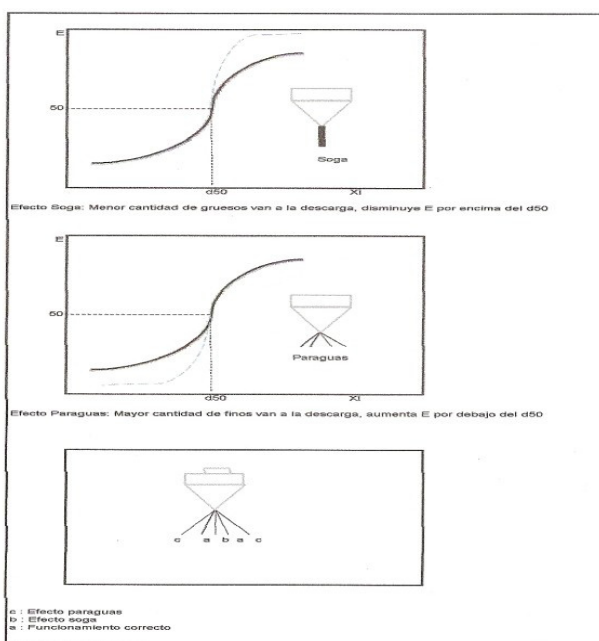 E
50
Soga
d50 XI
Efecto Soga: Menor cantidad de gruesos van a la descarga, disminuye E por encima del d50
E
50
Paraguas
d50 XI
Efecto Paraguas: Mayor cantidad de finos van a la descarga, aumenta E por debajo del d50
c a b a c
c : Efecto paraguas
b : Efecto soga
a : Funcionamiento correcto